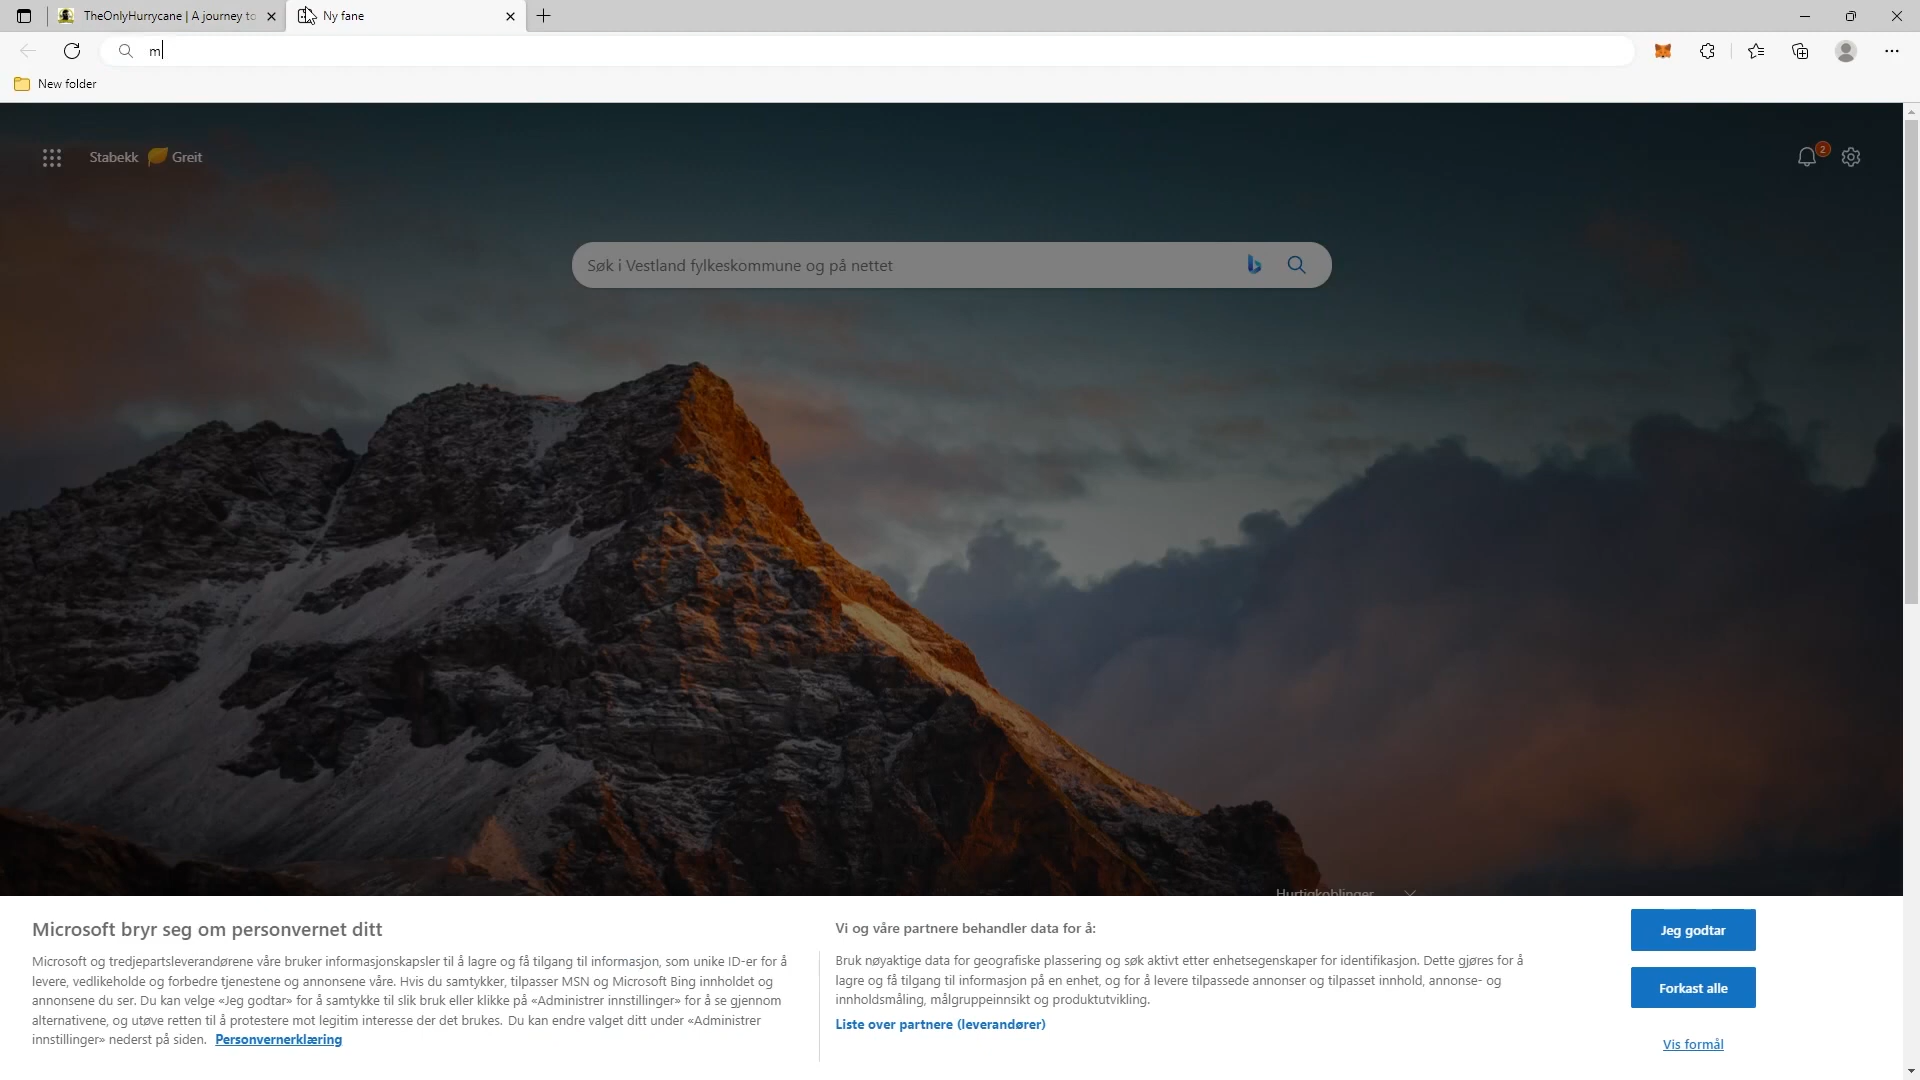 TheOnlyHurrycane | A journey to
Ny fane
m
New folder
Stabekk Greit
2
Søk i Vestland fylkeskommune og på nettet
Hurtigkoblinger
Microsoft bryr seg om personvernet ditt
Microsoft og tredjepartsleverandørene våre bruker informasjonskapsler til å lagre og få tilgang til informasjon, som unike ID-er for å
levere, vedlikeholde og forbedre tjenestene og annonsene våre. Hvis du samtykker, tilpasser MSN og Microsoft Bing innholdet og
annonsene du ser. Du kan velge «Jeg godtar» for å samtykke til slik bruk eller klikke på «Administrer innstillinger» for å se gjennom
alternativene, og utøve retten til å protestere mot legitim interesse der det brukes. Du kan endre valget ditt under «Administrer
innstillinger» nederst på siden. Personvernerklæring
Vi og våre partnere behandler data for å:
Bruk nøyaktige data for geografiske plassering og søk aktivt etter enhetsegenskaper for identifikasjon. Dette gjøres for å
lagre og få tilgang til informasjon på en enhet, og for å levere tilpassede annonser og tilpasset innhold, annonse- og
innholdsmåling, målgruppeinnsikt og produktutvikling.
Liste over partnere (leverandører)
Jeg godtar
Forkast alle
Vis formål